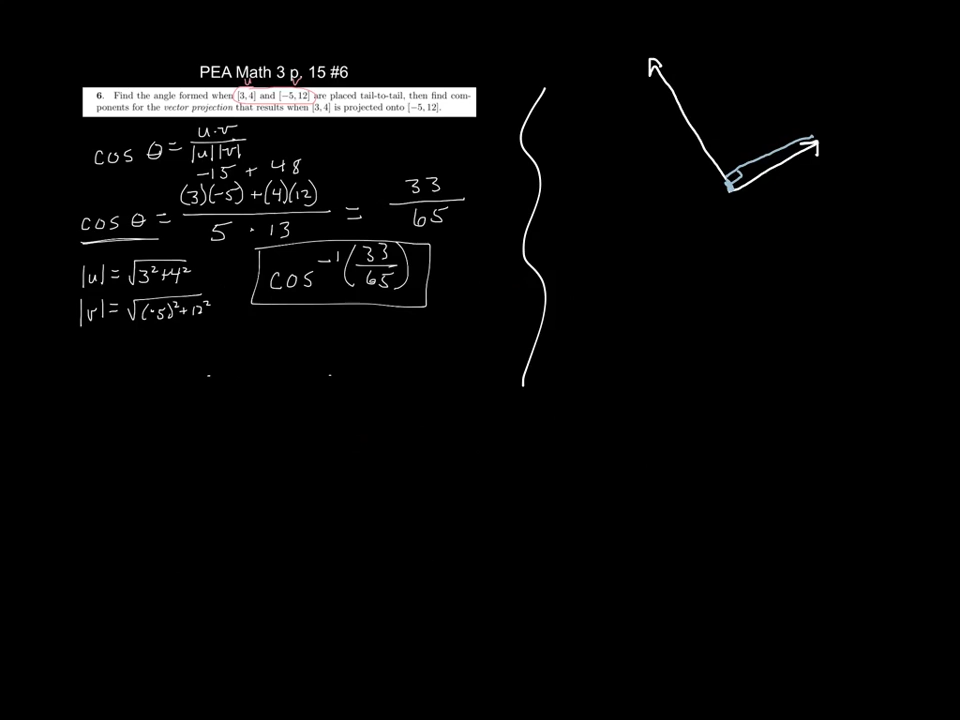 PEA Math 3 p. 15 #6
u v
6. Find the angle formed when [3, 4] and [−5, 12] are placed tail-to-tail, then find com-
ponents for the vector projection that results when [3, 4] is projected onto [−5, 12].
cos θ = u·v / |u||v|
-15 + 48
cos θ = (3)(-5) + (4)(12) / 5 · 13 = 33 / 65
|u| = √3²+4²
cos⁻¹(33/65)
|v| = √(-5)²+12²